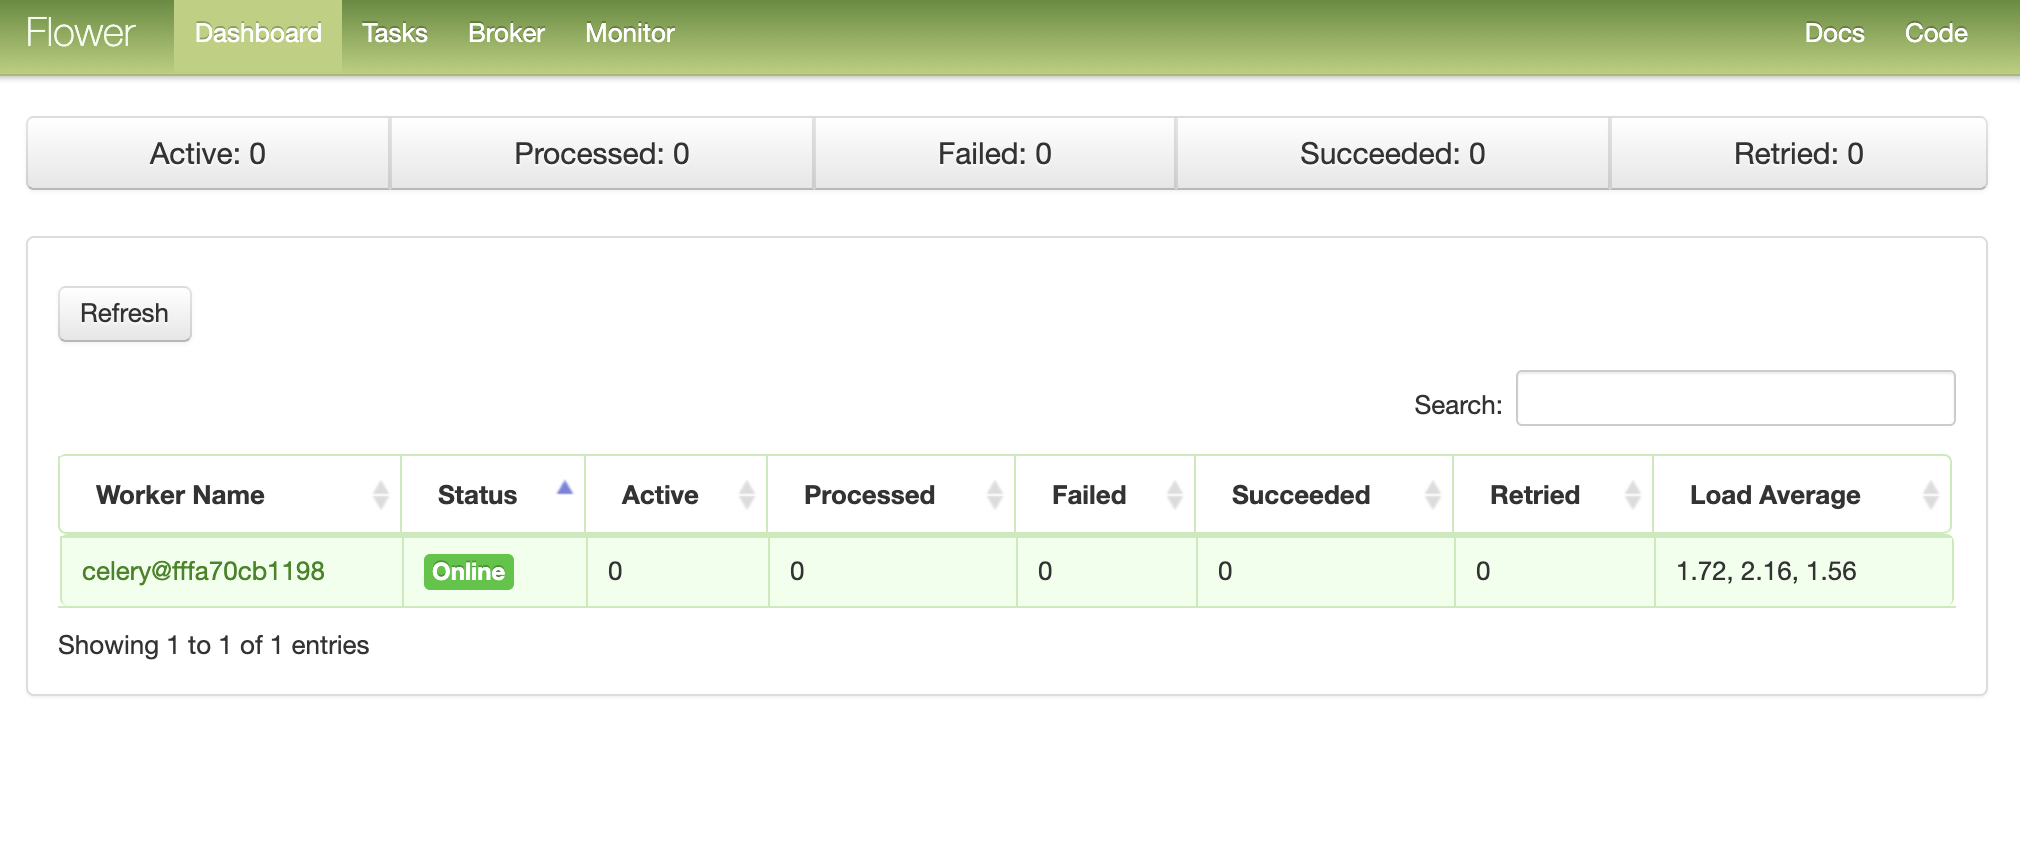 Flower Dashboard Tasks Broker Monitor Docs Code
Active: 0 Processed: 0 Failed: 0 Succeeded: 0 Retried: 0
Refresh
Search:
Worker Name Status Active Processed Failed Succeeded Retried Load Average
celery@fffa70cb1198 Online 0 0 0 0 0 1.72, 2.16, 1.56
Showing 1 to 1 of 1 entries